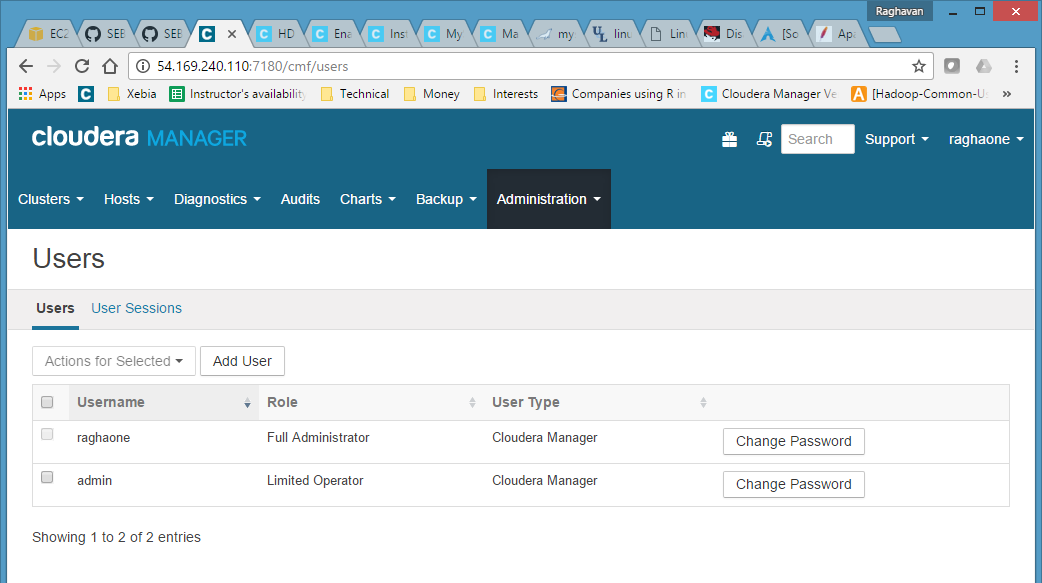 Raghavan
EC2 SEE SEE HD Ena Inst My Ma my linu Linu Dis [So Apa
54.169.240.110:7180/cmf/users
Apps Xebia Instructor's availability Technical Money Interests Companies using R in Cloudera Manager Ve [Hadoop-Common-Us »
cloudera MANAGER
Search Support raghaone
Clusters Hosts Diagnostics Audits Charts Backup Administration
Users
Users User Sessions
Actions for Selected Add User
Username Role User Type
raghaone Full Administrator Cloudera Manager Change Password
admin Limited Operator Cloudera Manager Change Password
Showing 1 to 2 of 2 entries